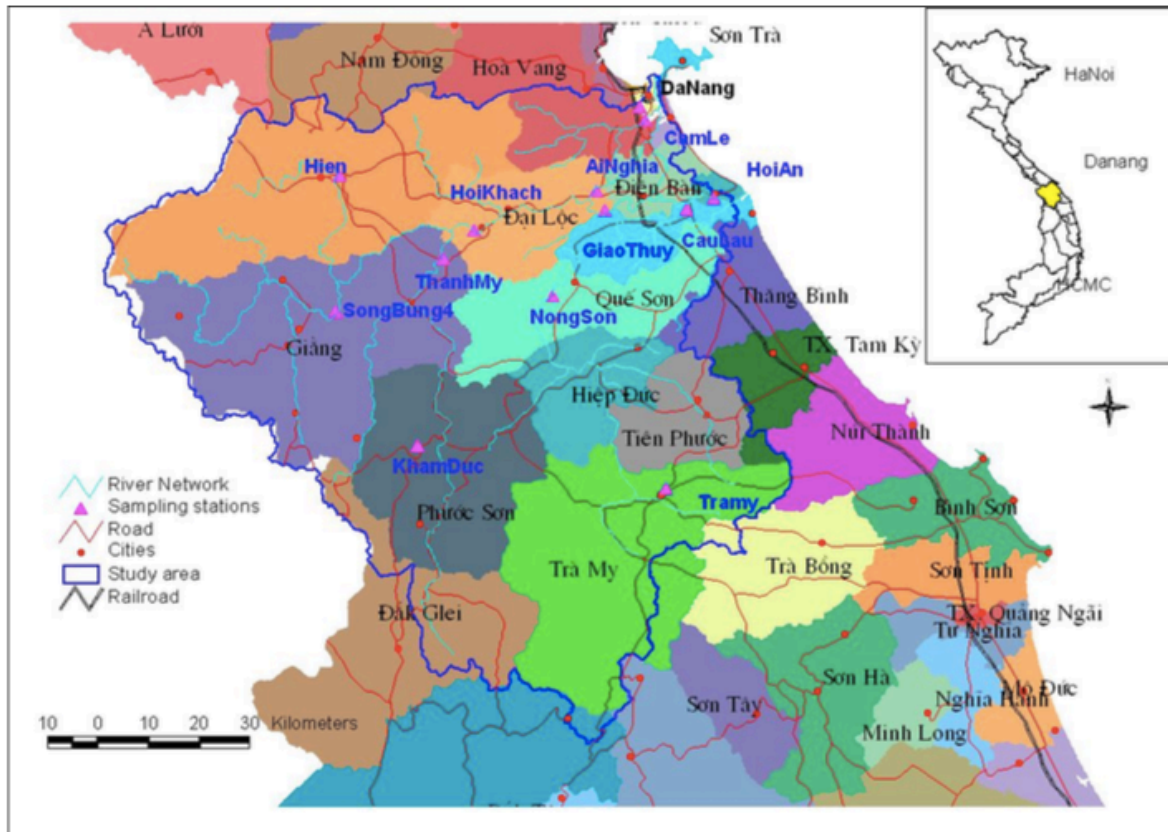 A Lưới
Nam Đông
Hoà Vang
Sơn Trà
DaNang
CamLe
Hien
AiNghia
HoiKhach
Điện Bàn
HoiAn
Đại Lộc
GiaoThuy
CauLau
ThanhMy
Quế Sơn
Thăng Bình
SongBung4
NongSon
Giàng
TX. Tam Kỳ
Hiệp Đức
Tiên Phước
Núi Thành
KhamDuc
Phước Sơn
Tramy
Bình Sơn
Trà My
Trà Bồng
Sơn Tịnh
Đăk Glei
TX. Quảng Ngãi
Tư Nghĩa
Sơn Hà
Sơn Tây
Nghĩa Hành
Mộ Đức
Minh Long
River Network
Sampling stations
Road
Cities
Study area
Railroad
10 0 10 20 30 Kilometers
HaNoi
Danang
HCMC